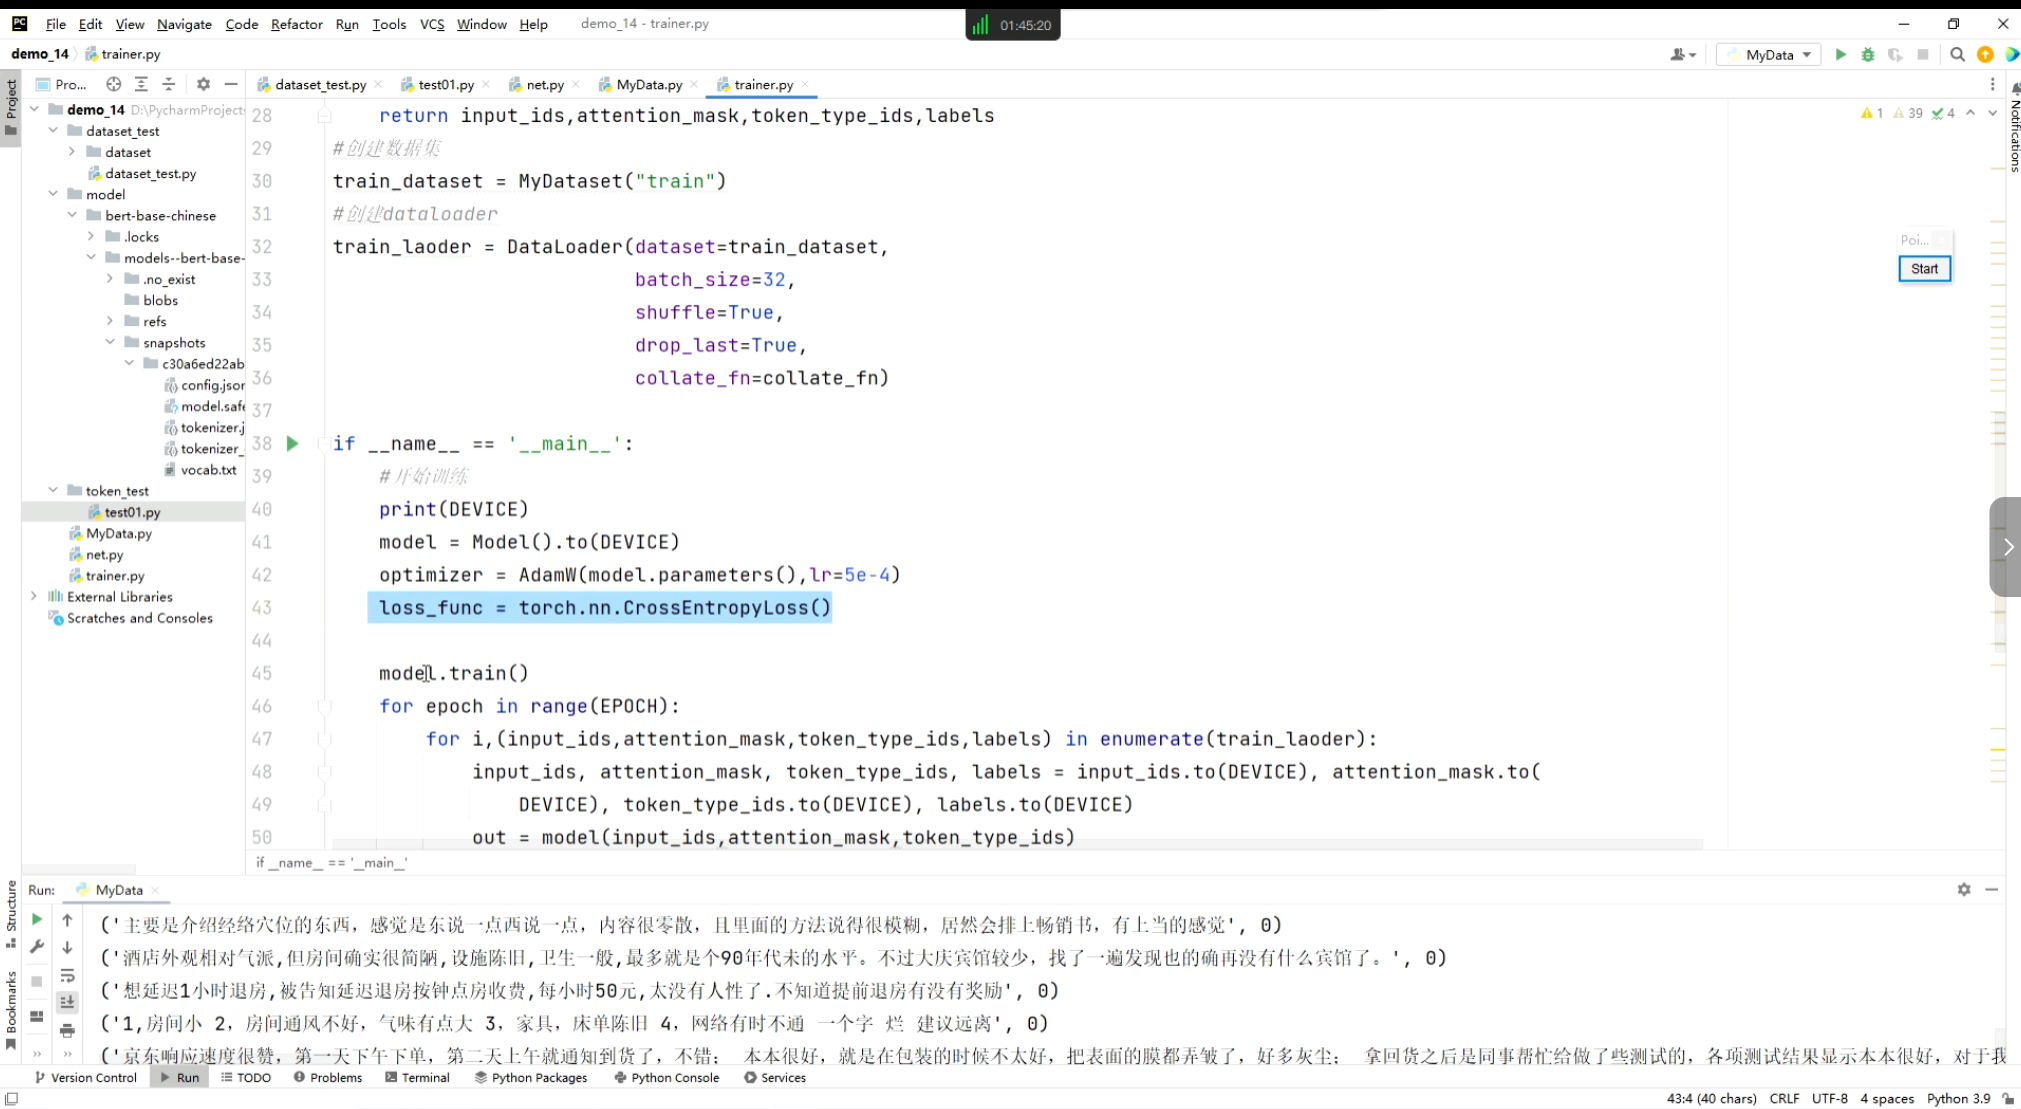 File Edit View Navigate Code Refactor Run Tools VCS Window Help demo_14 - trainer.py 01:45:20
demo_14 trainer.py MyData
Pro... dataset_test.py test01.py net.py MyData.py trainer.py
Project
Notifications
demo_14 D:\PycharmProject
dataset_test
dataset
dataset_test.py
model
bert-base-chinese
.locks
models--bert-base-
.no_exist
blobs
refs
snapshots
c30a6ed22ab
config.json
model.safe
tokenizer.j
tokenizer_
vocab.txt
token_test
test01.py
MyData.py
net.py
trainer.py
External Libraries
Scratches and Consoles
1 39 4
28 return input_ids,attention_mask,token_type_ids,labels
29 #创建数据集
30 train_dataset = MyDataset("train")
31 #创建dataloader
32 train_laoder = DataLoader(dataset=train_dataset,
33 batch_size=32,
34 shuffle=True,
35 drop_last=True,
36 collate_fn=collate_fn)
37
38 if __name__ == '__main__':
39 #开始训练
40 print(DEVICE)
41 model = Model().to(DEVICE)
42 optimizer = AdamW(model.parameters(),lr=5e-4)
43 loss_func = torch.nn.CrossEntropyLoss()
44
45 model.train()
46 for epoch in range(EPOCH):
47 for i,(input_ids,attention_mask,token_type_ids,labels) in enumerate(train_laoder):
48 input_ids, attention_mask, token_type_ids, labels = input_ids.to(DEVICE), attention_mask.to(
49 DEVICE), token_type_ids.to(DEVICE), labels.to(DEVICE)
50 out = model(input_ids,attention_mask,token_type_ids)
Poi...
Start
if __name__ == '__main__'
Run: MyData
Structure
Bookmarks
('主要是介绍经络穴位的东西，感觉是东说一点西说一点，内容很零散，且里面的方法说得很模糊，居然会排上畅销书，有上当的感觉', 0)
('酒店外观相对气派,但房间确实很简陋,设施陈旧,卫生一般,最多就是个90年代末的水平。不过大庆宾馆较少，找了一遍发现也的确再没有什么宾馆了。', 0)
('想延迟1小时退房,被告知延迟退房按钟点房收费,每小时50元,太没有人性了.不知道提前退房有没有奖励', 0)
('1,房间小 2，房间通风不好，气味有点大 3，家具，床单陈旧 4，网络有时不通 一个字 烂 建议远离', 0)
('京东响应速度很赞，第一天下午下单，第二天上午就通知到货了，不错； 本本很好，就是在包装的时候不太好，把表面的膜都弄皱了，好多灰尘； 拿回货之后是同事帮忙给做了些测试的，各项测试结果显示本本很好，对于我
Version Control Run TODO Problems Terminal Python Packages Python Console Services
43:4 (40 chars) CRLF UTF-8 4 spaces Python 3.9